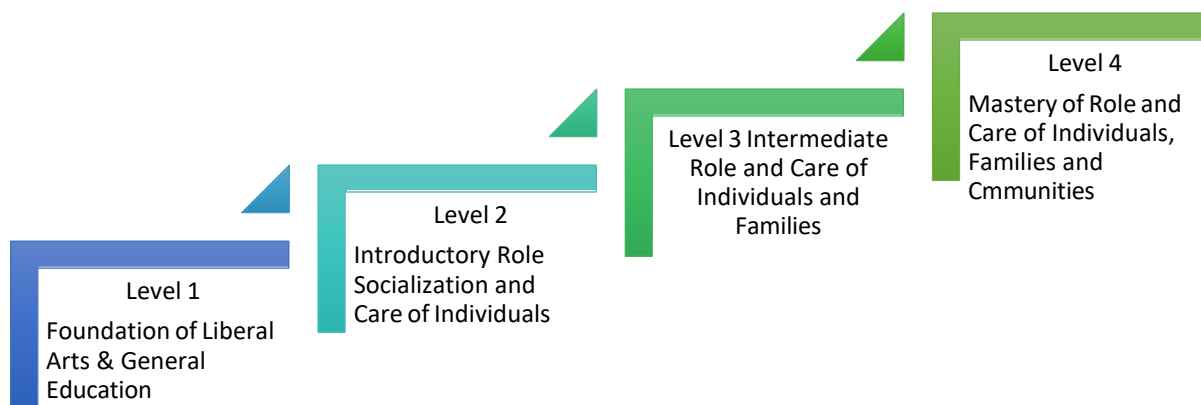 Level 1
Foundation of Liberal
Arts & General
Education
Level 2
Introductory Role
Socialization and
Care of Individuals
Level 3 Intermediate
Role and Care of
Individuals and
Families
Level 4
Mastery of Role and
Care of Individuals,
Families and
Cmmunities